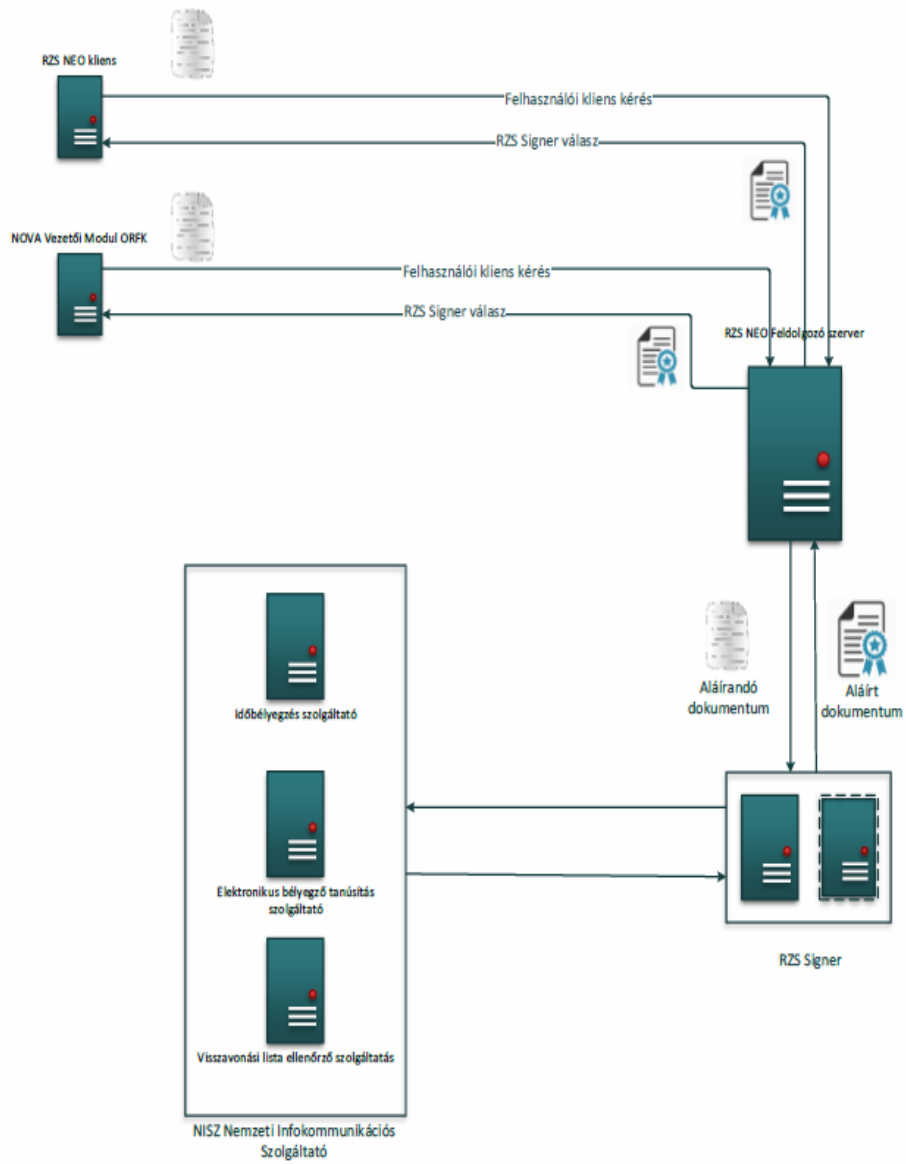 RZS NEO kliens
Felhasználói kliens kérés
RZS Signer válasz
NOVA Vezetői Modul ORFK
Felhasználói kliens kérés
RZS Signer válasz
RZS NEO Feldolgozó szerver
Aláírandó
dokumentum
Aláírt
dokumentum
Időbélyegzés szolgáltató
Elektronikus bélyegző tanúsítás
szolgáltató
Visszavonási lista ellenőrző szolgáltatás
RZS Signer
NISZ Nemzeti Infokommunikációs
Szolgáltató